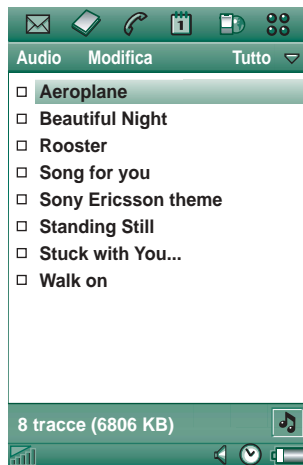 1
Audio Modifica Tutto
Aeroplane
Beautiful Night
Rooster
Song for you
Sony Ericsson theme
Standing Still
Stuck with You...
Walk on
8 tracce (6806 KB)